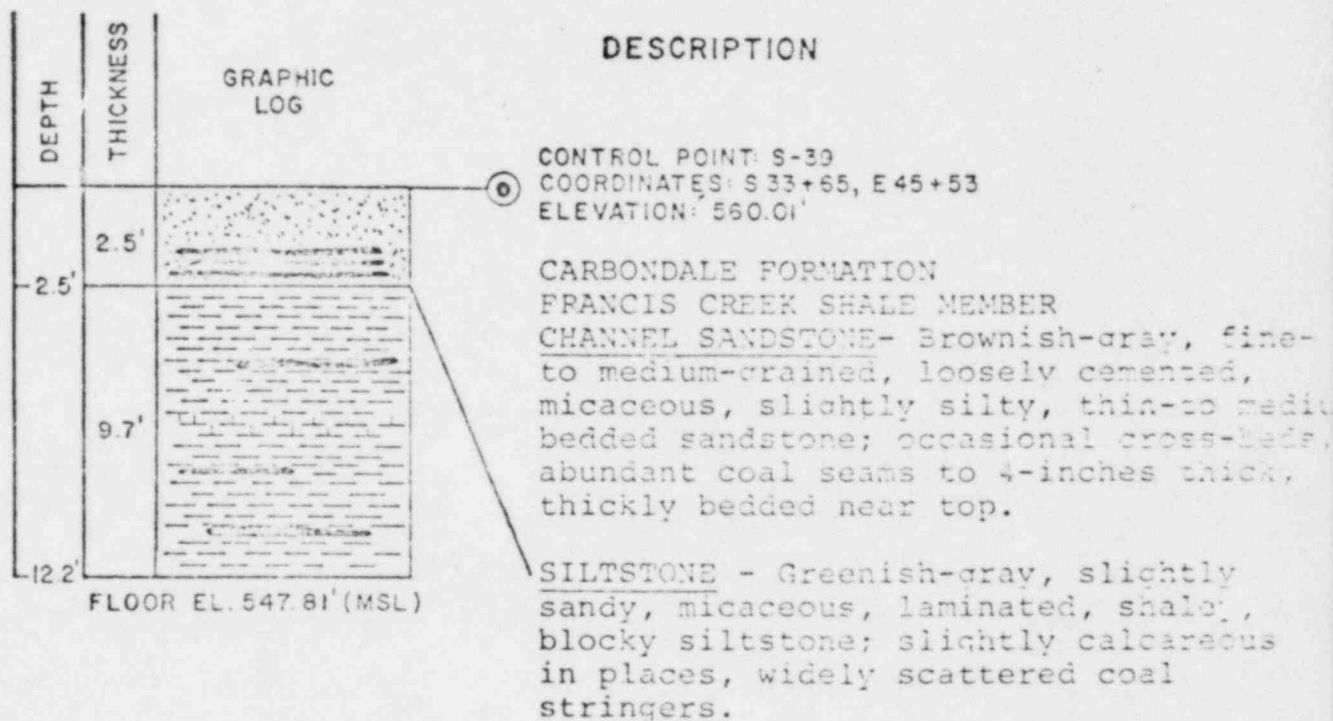 DEPTH
THICKNESS
GRAPHIC
LOG
DESCRIPTION
CONTROL POINT: S-39
COORDINATES: S 33+65, E 45+53
ELEVATION: 560.01'
2.5'
2.5'
9.7'
12.2'
FLOOR EL. 547.81' (MSL)
CARBONDALE FORMATION
FRANCIS CREEK SHALE MEMBER
CHANNEL SANDSTONE- Brownish-gray, fine-
to medium-grained, loosely cemented,
micaceous, slightly silty, thin-to mediu
bedded sandstone; occasional cross-beds,
abundant coal seams to 4-inches thick,
thickly bedded near top.
SILTSTONE - Greenish-gray, slightly
sandy, micaceous, laminated, shaley,
blocky siltstone; slightly calcareous
in places, widely scattered coal
stringers.